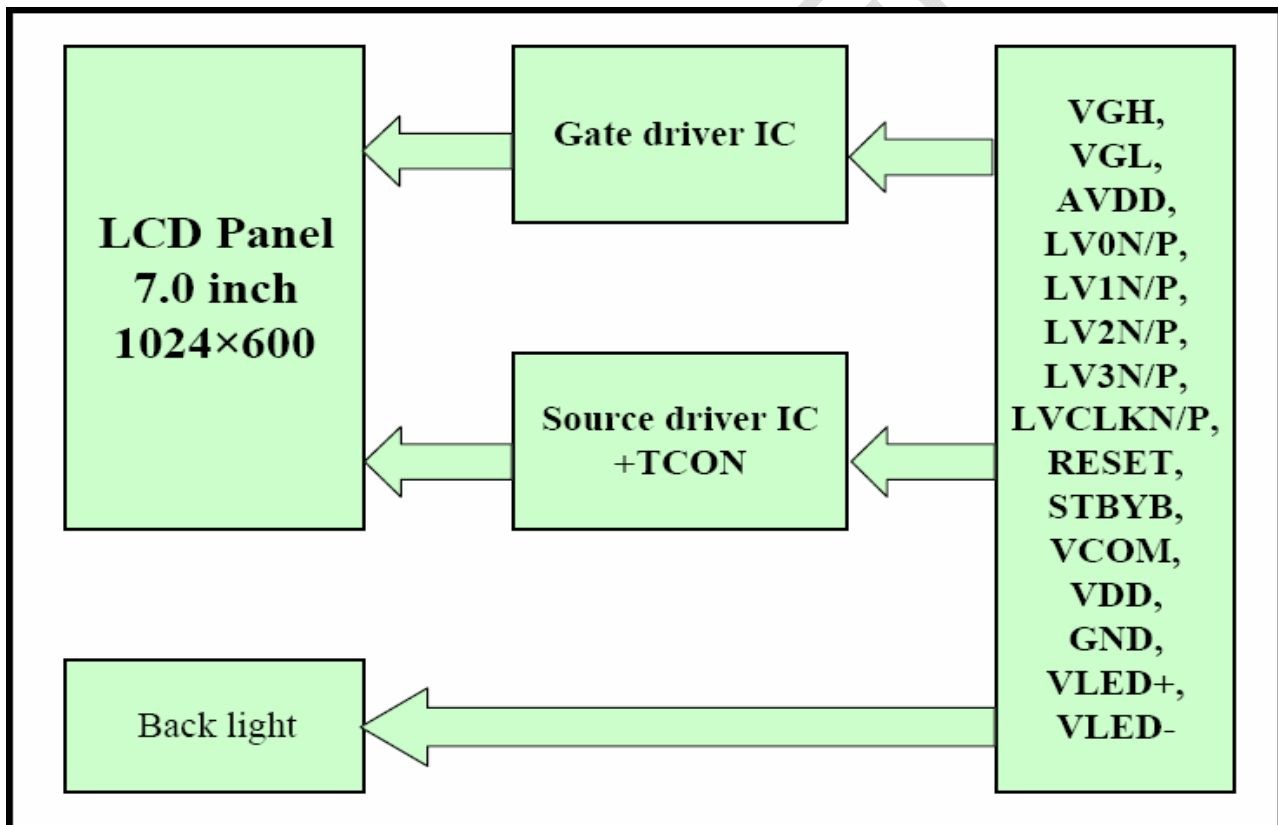 LCD Panel
7.0 inch
1024×600
Gate driver IC
Source driver IC
+TCON
Back light
VGH,
VGL,
AVDD,
LV0N/P,
LV1N/P,
LV2N/P,
LV3N/P,
LVCLKN/P,
RESET,
STBYB,
VCOM,
VDD,
GND,
VLED+,
VLED-